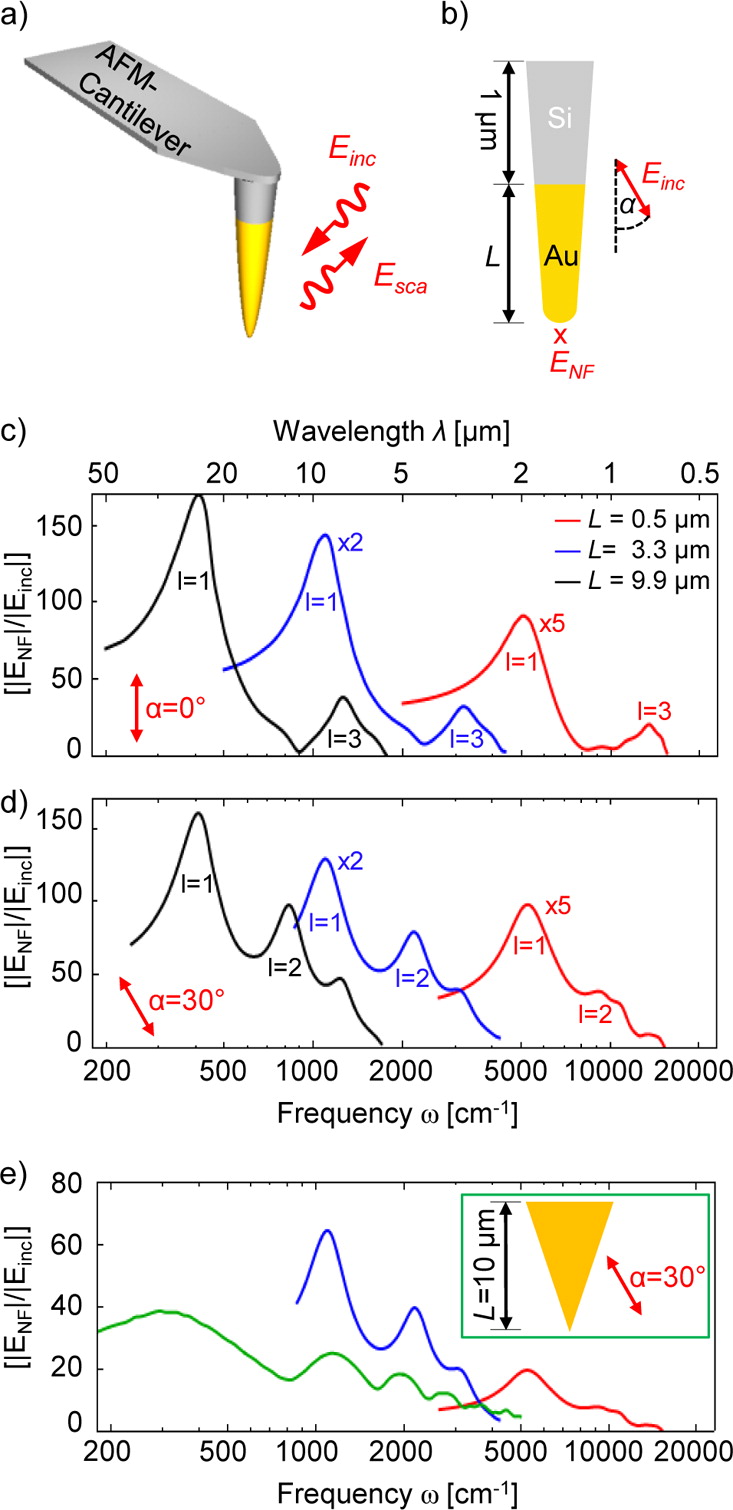 a)
AFM-
Cantilever
E_inc
E_sca
b)
1 µm
Si
E_inc
α
L
Au
x
E_NF
c)
Wavelength λ [µm]
50 20 10 5 2 1 0.5
[|E_NF|/|E_inc|]
150
100
50
0
L = 0.5 µm
L= 3.3 µm
L = 9.9 µm
x2
x5
l=1
l=1
l=1
l=3
l=3
l=3
α=0°
d)
[|E_NF|/|E_inc|]
150
100
50
0
x2
x5
l=1
l=1
l=1
l=2
l=2
l=2
α=30°
200 500 1000 2000 5000 10000 20000
Frequency ω [cm-1]
e)
[|E_NF|/|E_inc|]
80
60
40
20
0
L=10 µm
α=30°
200 500 1000 2000 5000 10000 20000
Frequency ω [cm-1]